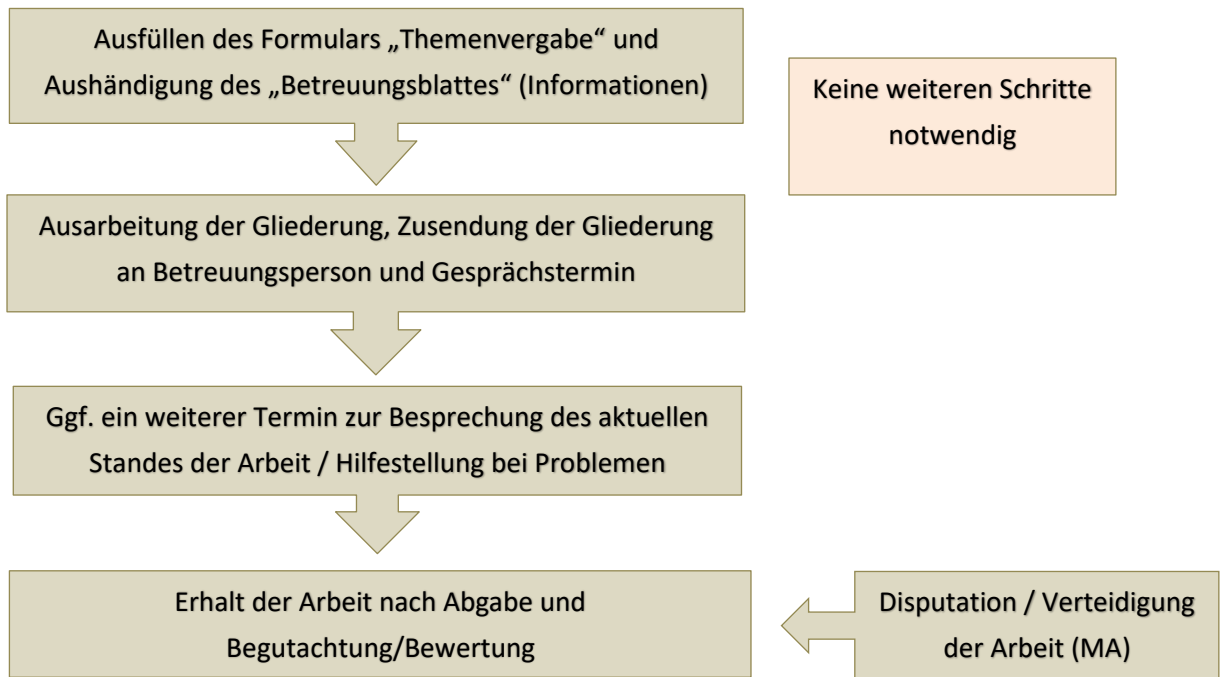 Ausfüllen des Formulars „Themenvergabe“ und
Aushändigung des „Betreuungsblattes“ (Informationen)
Keine weiteren Schritte
notwendig
Ausarbeitung der Gliederung, Zusendung der Gliederung
an Betreuungsperson und Gesprächstermin
Ggf. ein weiterer Termin zur Besprechung des aktuellen
Standes der Arbeit / Hilfestellung bei Problemen
Erhalt der Arbeit nach Abgabe und
Begutachtung/Bewertung
Disputation / Verteidigung
der Arbeit (MA)